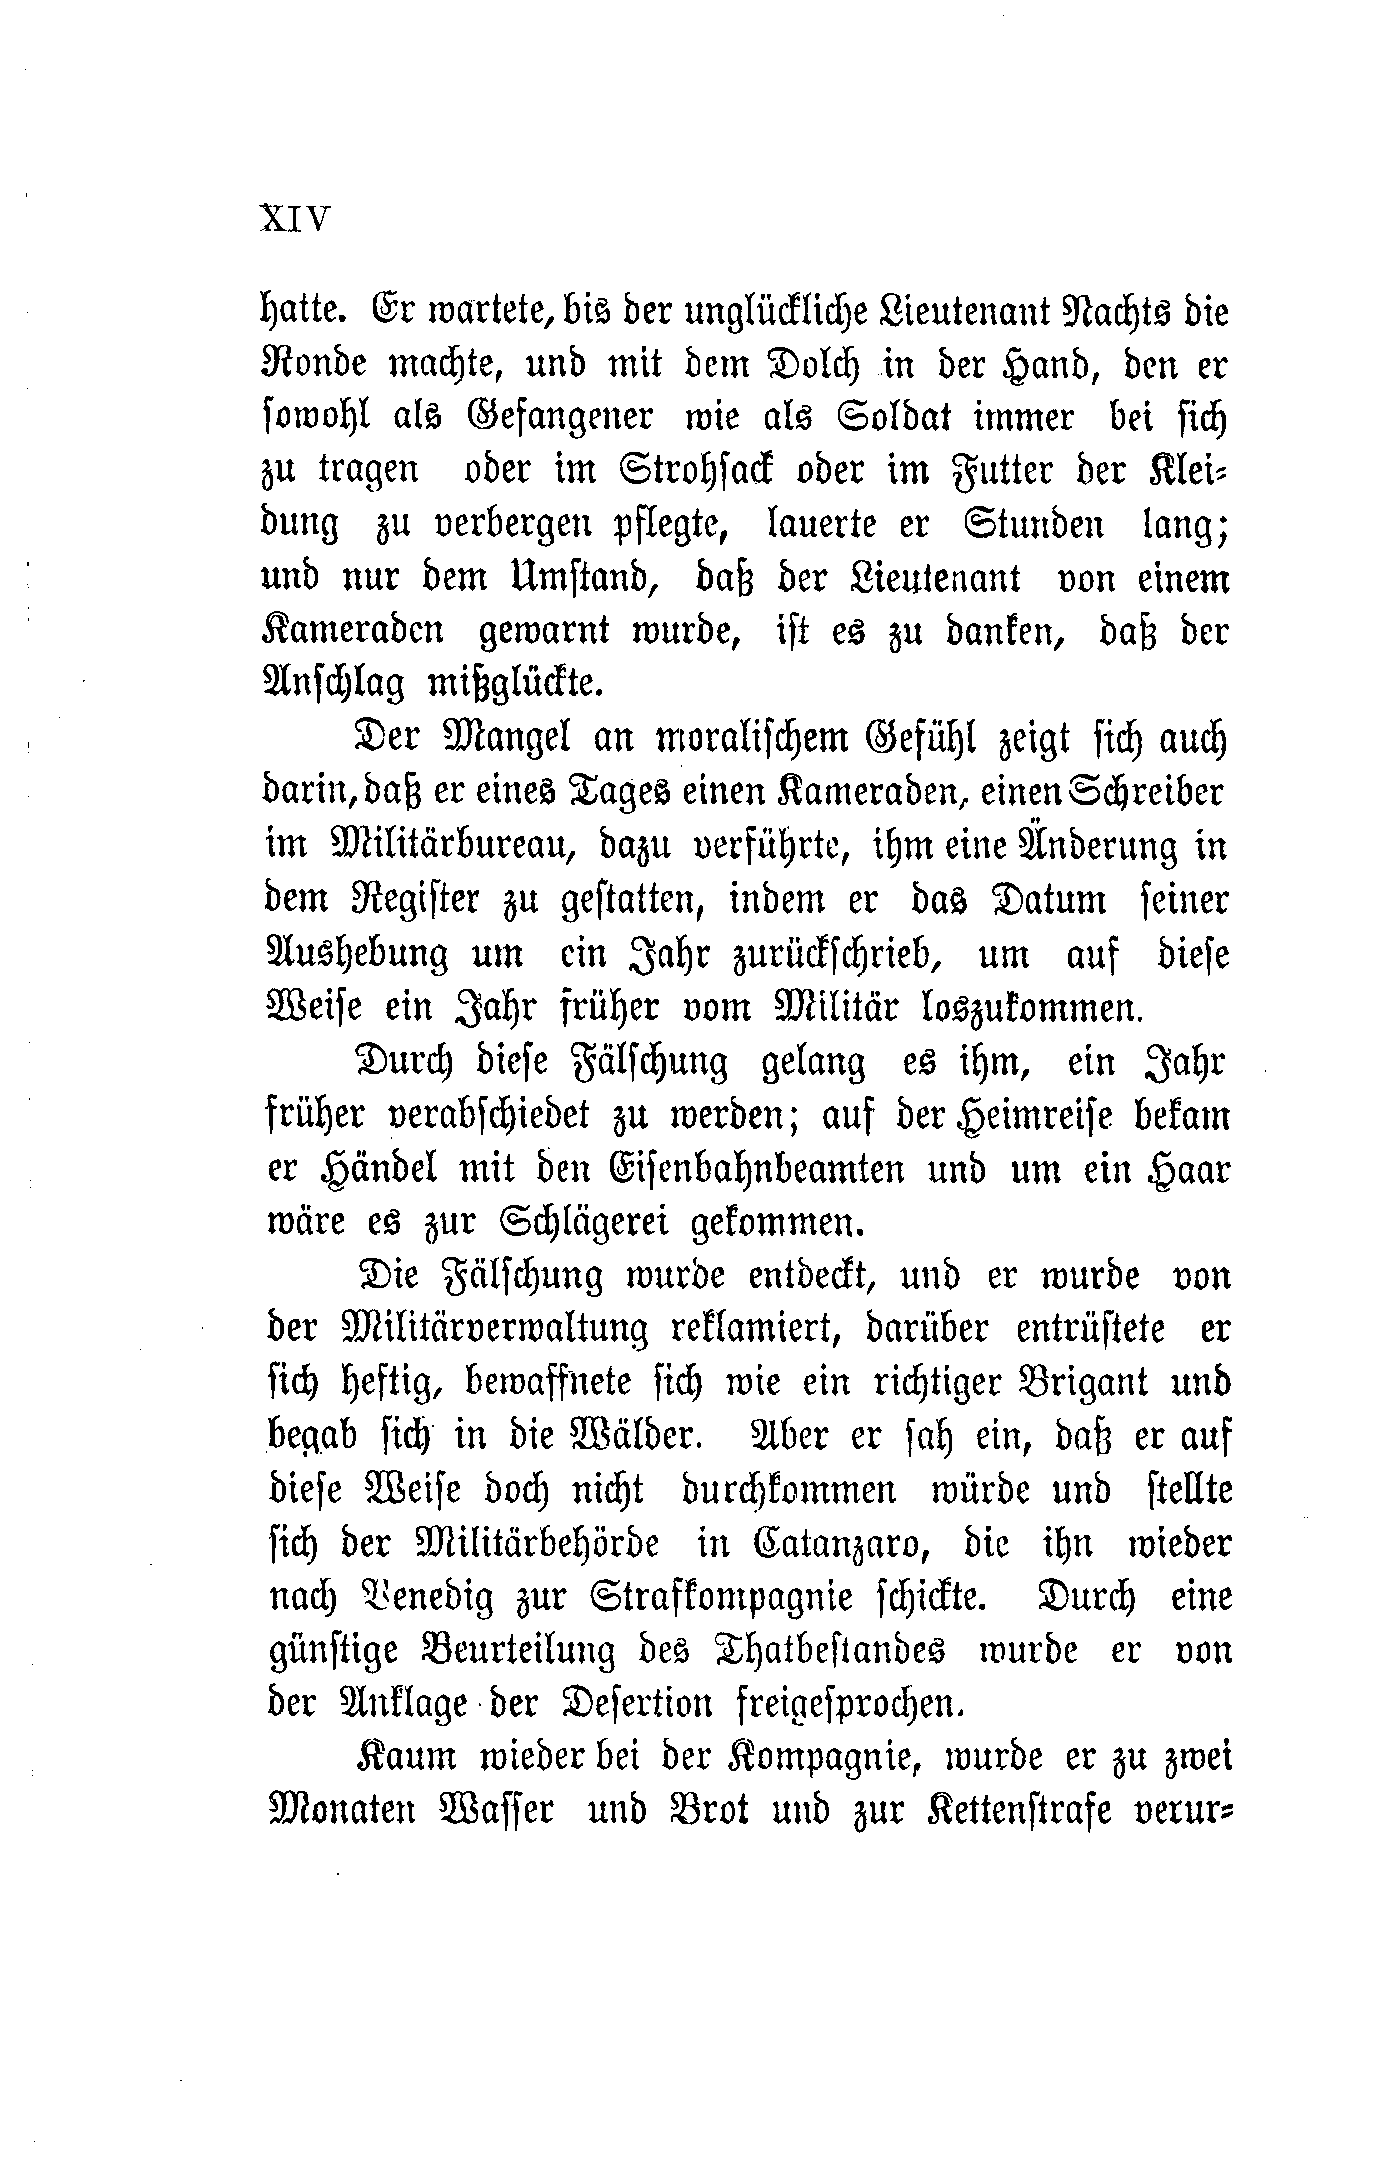 XIV
hatte. Er wartete, bis der unglückliche Lieutenant Nachts die
Ronde machte, und mit dem Dolch in der Hand, den er
sowohl als Gefangener wie als Soldat immer bei sich
zu tragen oder im Strohsack oder im Futter der Klei-
dung zu verbergen pflegte, lauerte er Stunden lang;
und nur dem Umstand, daß der Lieutenant von einem
Kameraden gewarnt wurde, ist es zu danken, daß der
Anschlag mißglückte.
Der Mangel an moralischem Gefühl zeigt sich auch
darin, daß er eines Tages einen Kameraden, einen Schreiber
im Militärbureau, dazu verführte, ihm eine Änderung in
dem Register zu gestatten, indem er das Datum seiner
Aushebung um ein Jahr zurückschrieb, um auf diese
Weise ein Jahr früher vom Militär loszukommen.
Durch diese Fälschung gelang es ihm, ein Jahr
früher verabschiedet zu werden; auf der Heimreise bekam
er Händel mit den Eisenbahnbeamten und um ein Haar
wäre es zur Schlägerei gekommen.
Die Fälschung wurde entdeckt, und er wurde von
der Militärverwaltung reklamiert, darüber entrüstete er
sich heftig, bewaffnete sich wie ein richtiger Brigant und
begab sich in die Wälder. Aber er sah ein, daß er auf
diese Weise doch nicht durchkommen würde und stellte
sich der Militärbehörde in Catanzaro, die ihn wieder
nach Venedig zur Strafkompagnie schickte. Durch eine
günstige Beurteilung des Thatbestandes wurde er von
der Anklage der Desertion freigesprochen.
Kaum wieder bei der Kompagnie, wurde er zu zwei
Monaten Wasser und Brot und zur Kettenstrafe verur-